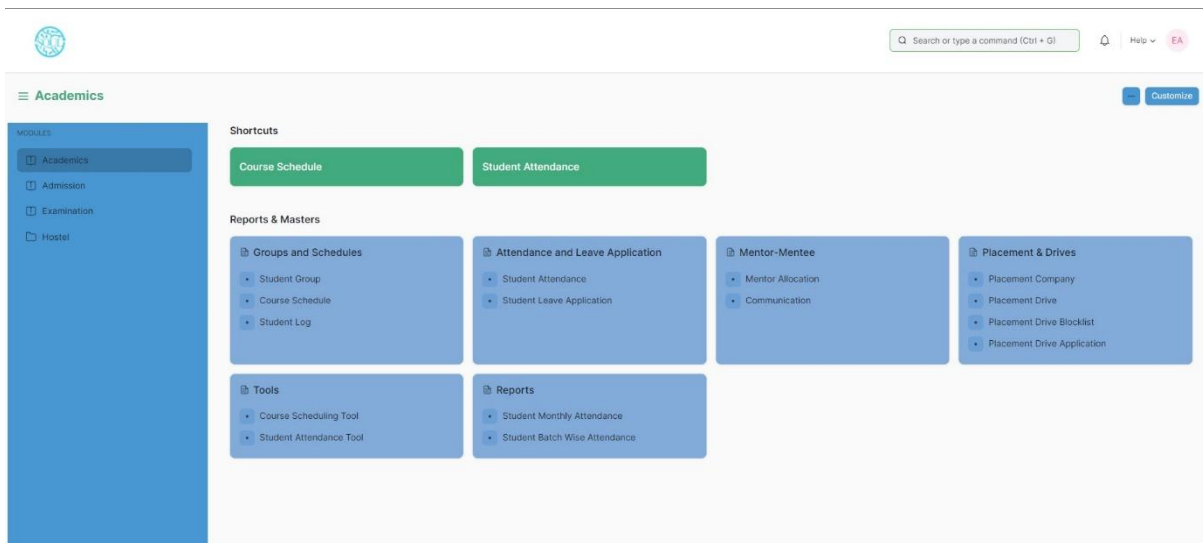 Search or type a command (Ctrl + G)
Help
EA
Academics
Customize
MODULES
Academics
Admission
Examination
Hostel
Shortcuts
Course Schedule
Student Attendance
Reports & Masters
Groups and Schedules
Student Group
Course Schedule
Student Log
Attendance and Leave Application
Student Attendance
Student Leave Application
Mentor-Mentee
Mentor Allocation
Communication
Placement & Drives
Placement Company
Placement Drive
Placement Drive Blocklist
Placement Drive Application
Tools
Course Scheduling Tool
Student Attendance Tool
Reports
Student Monthly Attendance
Student Batch Wise Attendance